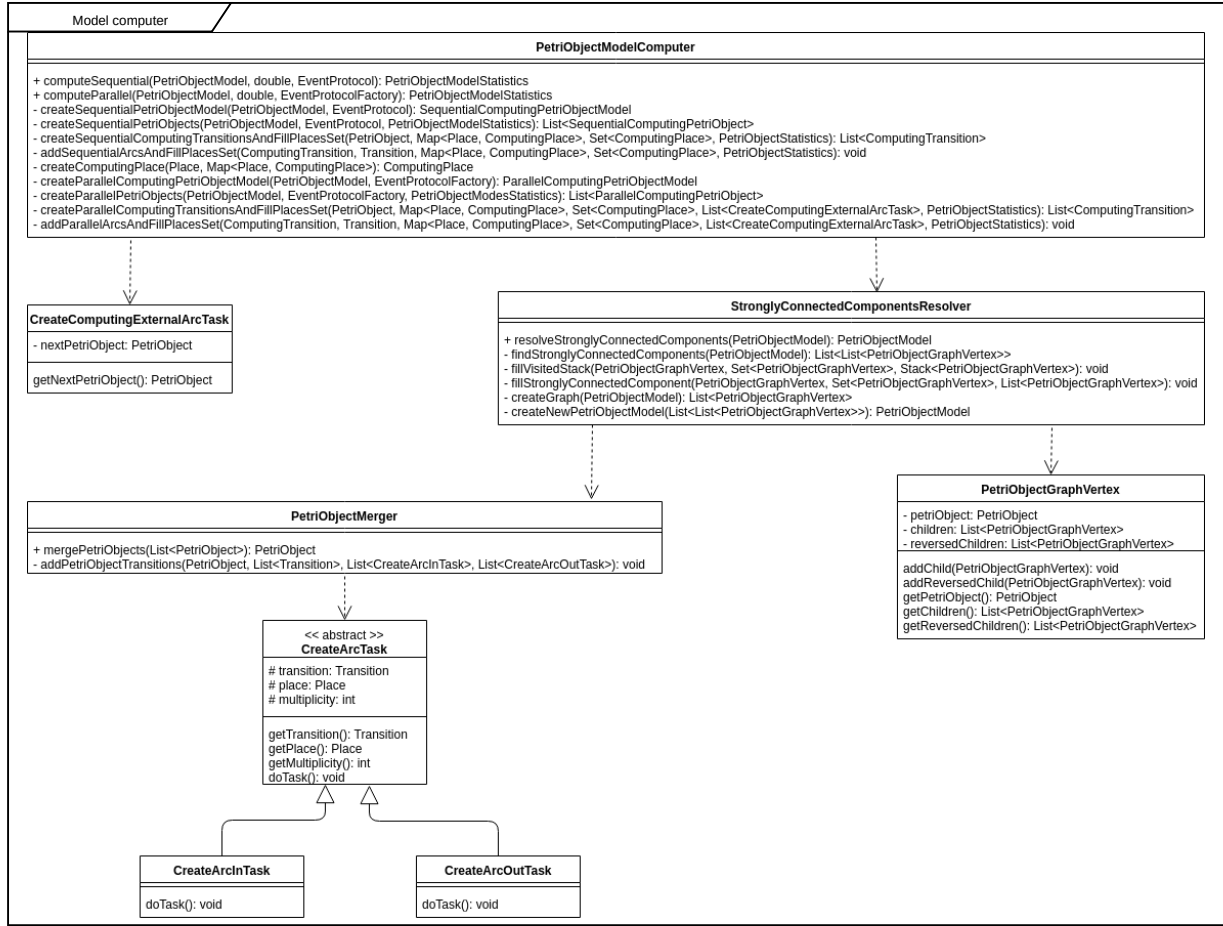 Model computer
PetriObjectModelComputer
+ computeSequential(PetriObjectModel, double, EventProtocol): PetriObjectModelStatistics
+ computeParallel(PetriObjectModel, double, EventProtocolFactory): PetriObjectModelStatistics
- createSequentialPetriObjectModel(PetriObjectModel, EventProtocol): SequentialComputingPetriObjectModel
- createSequentialPetriObjects(PetriObjectModel, EventProtocol, PetriObjectModelStatistics): List<SequentialComputingPetriObject>
- createSequentialComputingTransitionsAndFillPlacesSet(PetriObject, Map<Place, ComputingPlace>, Set<ComputingPlace>, PetriObjectStatistics): List<ComputingTransition>
- addSequentialArcsAndFillPlacesSet(ComputingTransition, Transition, Map<Place, ComputingPlace>, Set<ComputingPlace>, PetriObjectStatistics): void
- createComputingPlace(Place, Map<Place, ComputingPlace>): ComputingPlace
- createParallelComputingPetriObjectModel(PetriObjectModel, EventProtocolFactory): ParallelComputingPetriObjectModel
- createParallelPetriObjects(PetriObjectModel, EventProtocolFactory, PetriObjectModesStatistics): List<ParallelComputingPetriObject>
- createParallelComputingTransitionsAndFillPlacesSet(PetriObject, Map<Place, ComputingPlace>, Set<ComputingPlace>, List<CreateComputingExternalArcTask>, PetriObjectStatistics): List<ComputingTransition>
- addParallelArcsAndFillPlacesSet(ComputingTransition, Transition, Map<Place, ComputingPlace>, Set<ComputingPlace>, List<CreateComputingExternalArcTask>, PetriObjectStatistics): void
CreateComputingExternalArcTask
- nextPetriObject: PetriObject
getNextPetriObject(): PetriObject
StronglyConnectedComponentsResolver
+ resolveStronglyConnectedComponents(PetriObjectModel): PetriObjectModel
- findStronglyConnectedComponents(PetriObjectModel): List<List<PetriObjectGraphVertex>>
- fillVisitedStack(PetriObjectGraphVertex, Set<PetriObjectGraphVertex>, Stack<PetriObjectGraphVertex>): void
- fillStronglyConnectedComponent(PetriObjectGraphVertex, Set<PetriObjectGraphVertex>, List<PetriObjectGraphVertex>): void
- createGraph(PetriObjectModel): List<PetriObjectGraphVertex>
- createNewPetriObjectModel(List<List<PetriObjectGraphVertex>>): PetriObjectModel
PetriObjectMerger
+ mergePetriObjects(List<PetriObject>): PetriObject
- addPetriObjectTransitions(PetriObject, List<Transition>, List<CreateArcInTask>, List<CreateArcOutTask>): void
PetriObjectGraphVertex
- petriObject: PetriObject
- children: List<PetriObjectGraphVertex>
- reversedChildren: List<PetriObjectGraphVertex>
addChild(PetriObjectGraphVertex): void
addReversedChild(PetriObjectGraphVertex): void
getPetriObject(): PetriObject
getChildren(): List<PetriObjectGraphVertex>
getReversedChildren(): List<PetriObjectGraphVertex>
<< abstract >>
CreateArcTask
# transition: Transition
# place: Place
# multiplicity: int
getTransition(): Transition
getPlace(): Place
getMultiplicity(): int
doTask(): void
CreateArcInTask
doTask(): void
CreateArcOutTask
doTask(): void